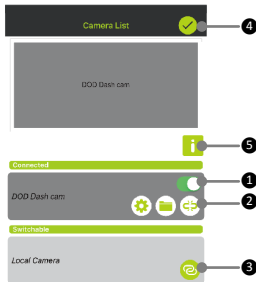 Camera List
4
DOD Dash cam
i
5
Connected
1
DOD Dash cam
2
Switchable
Local Camera
3